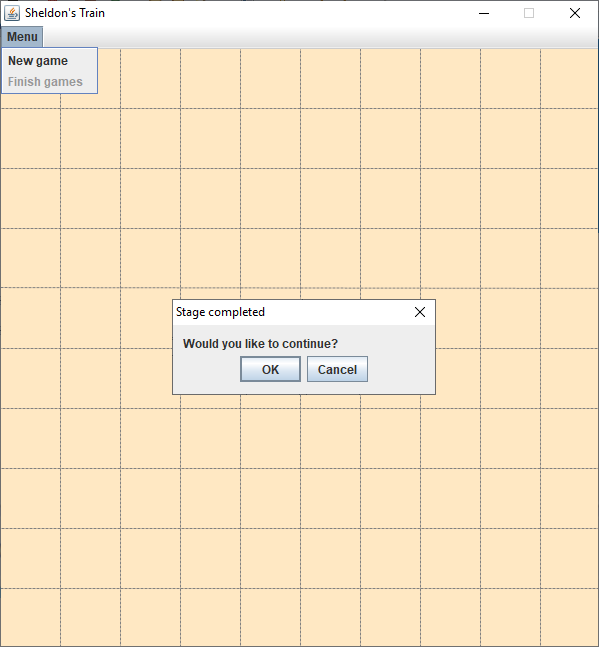 Sheldon's Train
Menu
New game
Finish games
Stage completed
Would you like to continue?
OK Cancel